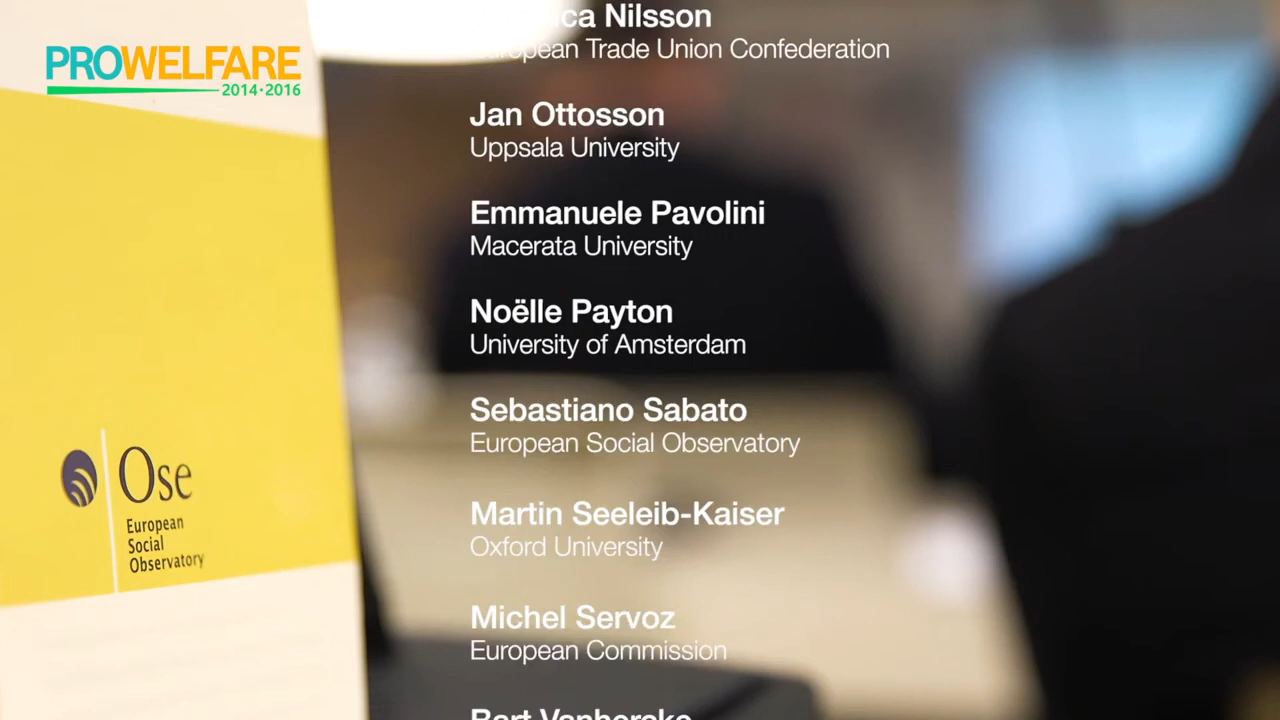 PROWELFARE
2014·2016
Nilsson
Trade Union Confederation
Jan Ottosson
Uppsala University
Emmanuele Pavolini
Macerata University
Noëlle Payton
University of Amsterdam
Sebastiano Sabato
European Social Observatory
Martin Seeleib-Kaiser
Oxford University
Michel Servoz
European Commission
Ose
European
Social
Observatory